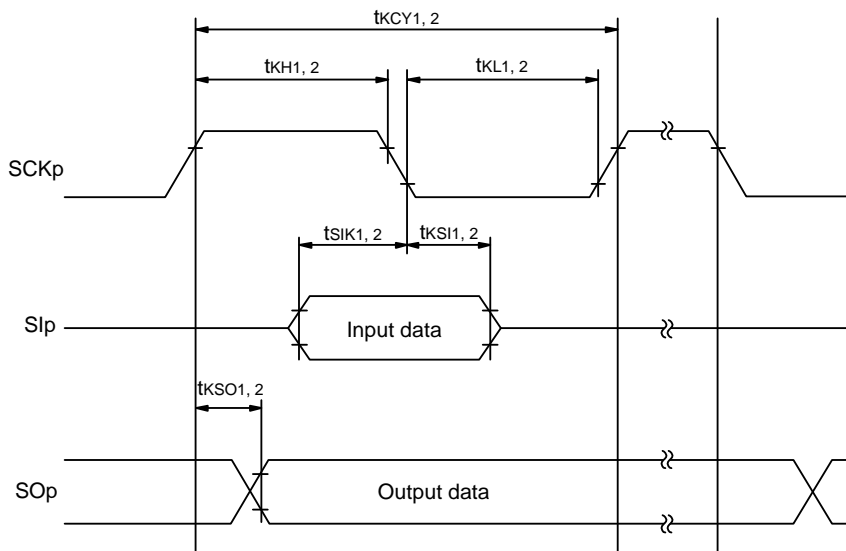 tKCY1, 2
tKH1, 2
tKL1, 2
SCKp
tSIK1, 2
tKSI1, 2
SIp
Input data
tKSO1, 2
SOp
Output data